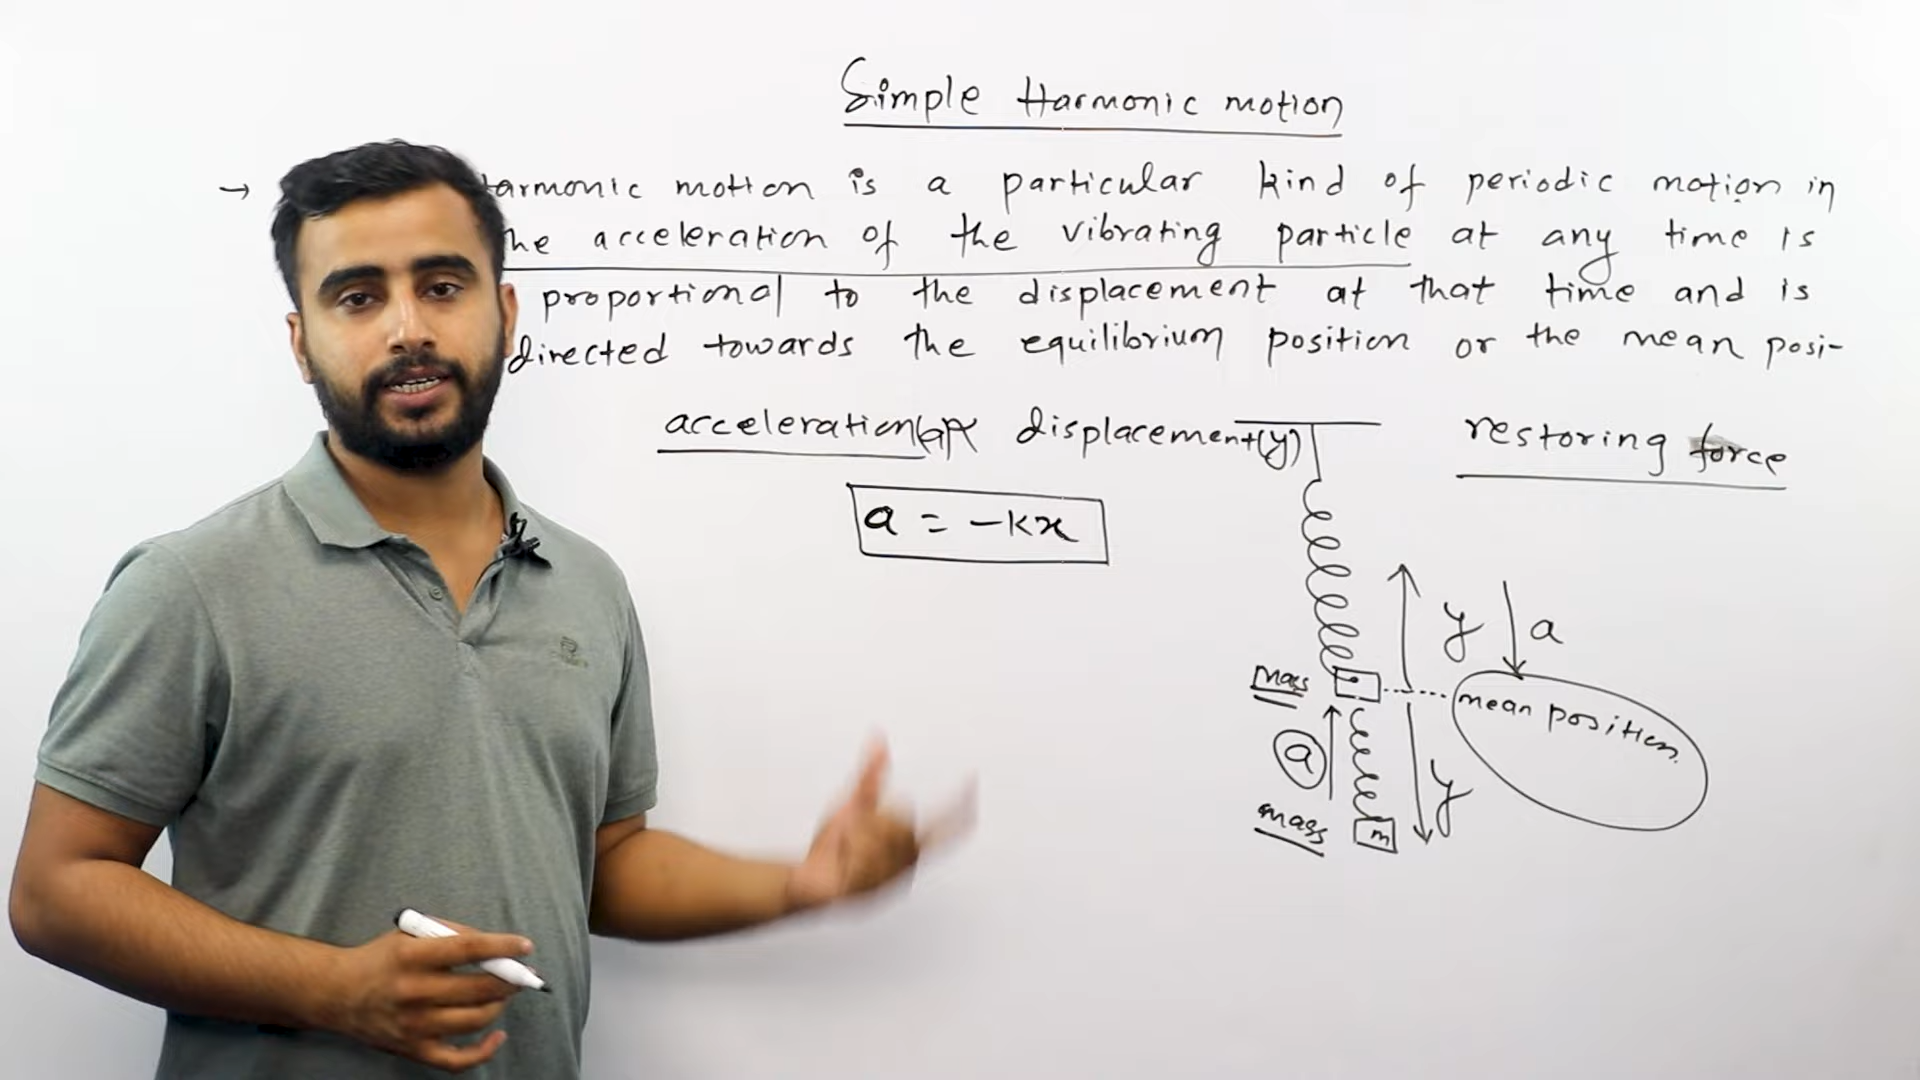 Simple Harmonic motion
→ armonic motion is a particular kind of periodic motion in
he acceleration of the vibrating particle at any time is
proportional to the displacement at that time and is
directed towards the equilibrium position or the mean posi-
acceleration(a)∝ displacement(y)
restoring force
a = -kx
y
a
mass
mean position.
a
y
mass
m